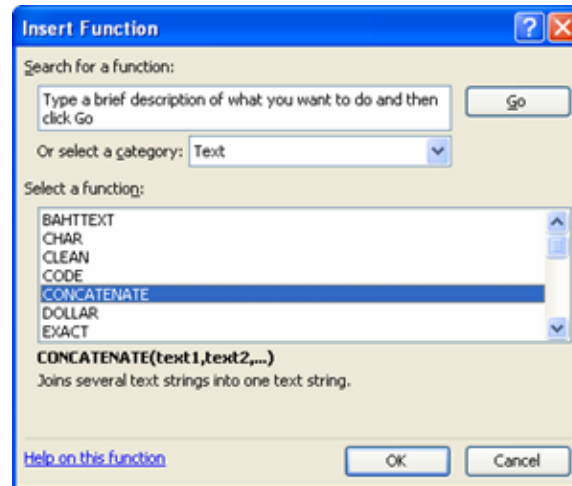 Insert Function
Search for a function:
Type a brief description of what you want to do and then
click Go
Go
Or select a category: Text
Select a function:
BAHTTEXT
CHAR
CLEAN
CODE
CONCATENATE
DOLLAR
EXACT
CONCATENATE(text1,text2,...)
Joins several text strings into one text string.
Help on this function
OK
Cancel